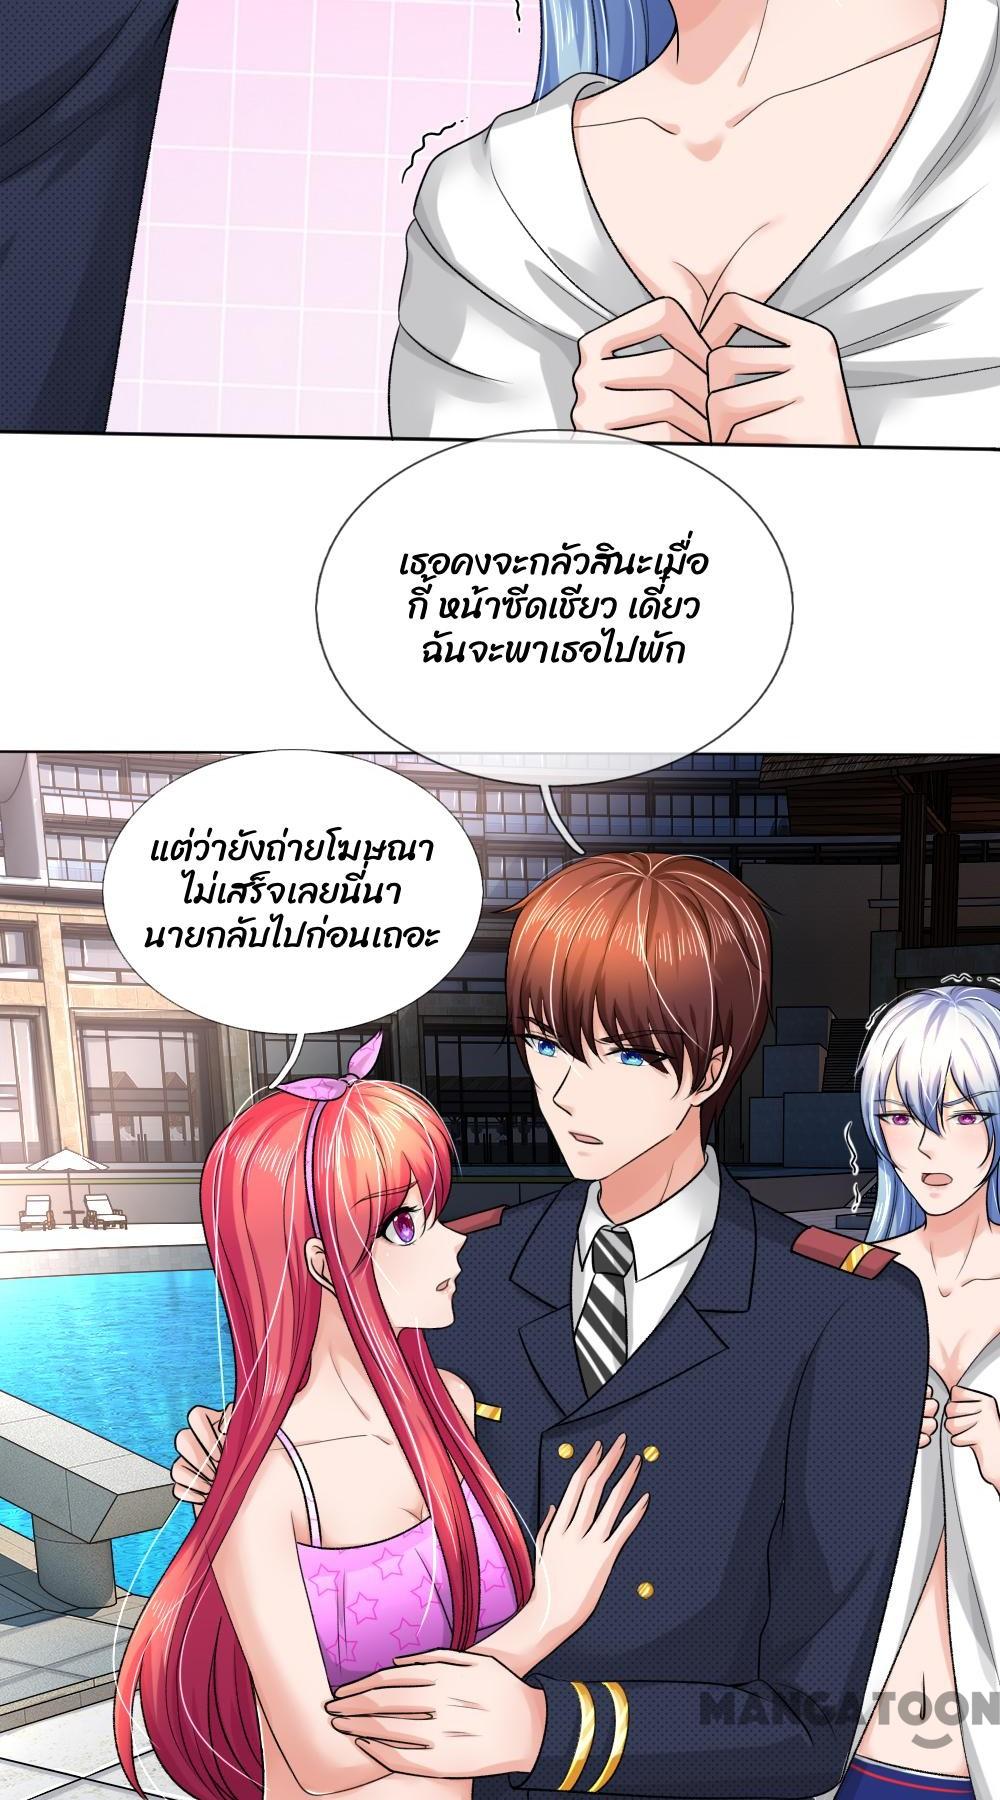 เธอคงจะกลัวสินะเมื่อ
กี้ หน้าซีดเชียว เดี๋ยว
ฉันจะพาเธอไปพัก
แต่ว่ายังถ่ายโฆษณา
ไม่เสร็จเลยนี่นา
นายกลับไปก่อนเถอะ
MANGATOON